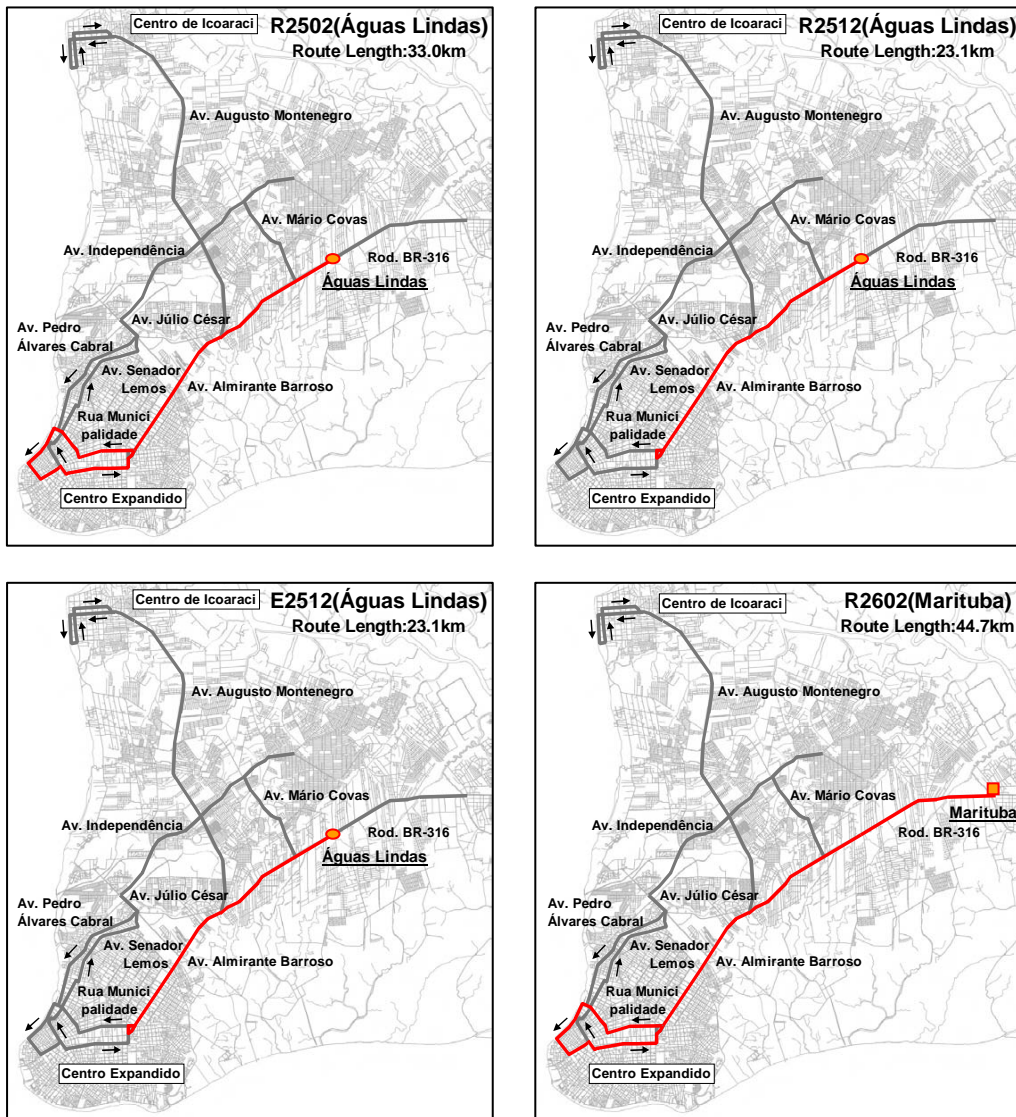 Centro de Icoaraci
R2502(Águas Lindas)
Route Length:33.0km
Av. Augusto Montenegro
Av. Mário Covas
Av. Independência
Rod. BR-316
Águas Lindas
Av. Júlio César
Av. Pedro
Álvares Cabral
Av. Senador
Lemos
Av. Almirante Barroso
Rua Munici
palidade
Centro Expandido
Centro de Icoaraci
R2512(Águas Lindas)
Route Length:23.1km
Av. Augusto Montenegro
Av. Mário Covas
Av. Independência
Rod. BR-316
Águas Lindas
Av. Júlio César
Av. Pedro
Álvares Cabral
Av. Senador
Lemos
Av. Almirante Barroso
Rua Munici
palidade
Centro Expandido
Centro de Icoaraci
E2512(Águas Lindas)
Route Length:23.1km
Av. Augusto Montenegro
Av. Mário Covas
Av. Independência
Rod. BR-316
Águas Lindas
Av. Júlio César
Av. Pedro
Álvares Cabral
Av. Senador
Lemos
Av. Almirante Barroso
Rua Munici
palidade
Centro Expandido
Centro de Icoaraci
R2602(Marituba)
Route Length:44.7km
Av. Augusto Montenegro
Av. Mário Covas
Marituba
Av. Independência
Rod. BR-316
Av. Júlio César
Av. Pedro
Álvares Cabral
Av. Senador
Lemos
Av. Almirante Barroso
Rua Munici
palidade
Centro Expandido